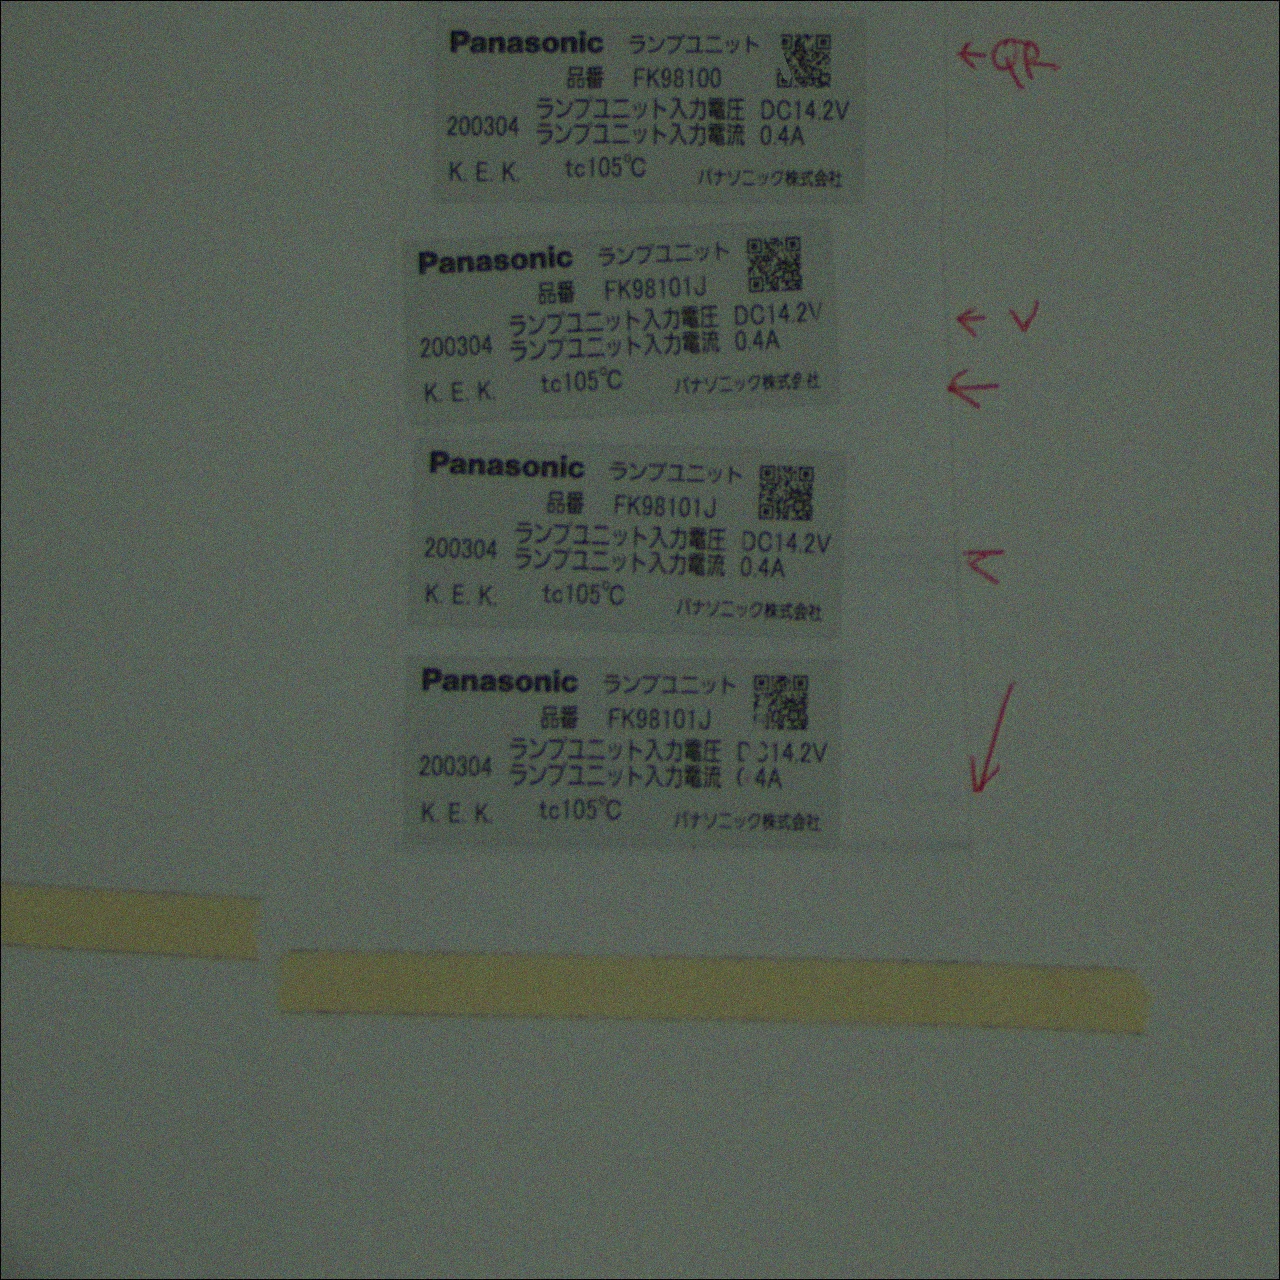 Panasonic ランプユニット
品番 FK98100
ランプユニット入力電圧 DC14.2V
200304 ランプユニット入力電流 0.4A
K. E. K. tc105℃ パナソニック株式会社
←QR
Panasonic ランプユニット
品番 FK98101J
ランプユニット入力電圧 DC14.2V
200304 ランプユニット入力電流 0.4A
K. E. K. tc105℃ パナソニック株式会社
← V
←
Panasonic ランプユニット
品番 FK98101J
ランプユニット入力電圧 DC14.2V
200304 ランプユニット入力電流 0.4A
K. E. K. tc105℃ パナソニック株式会社
Panasonic ランプユニット
品番 FK98101J
ランプユニット入力電圧 C14.2V
200304 ランプユニット入力電流 4A
K. E. K. tc105℃ パナソニック株式会社